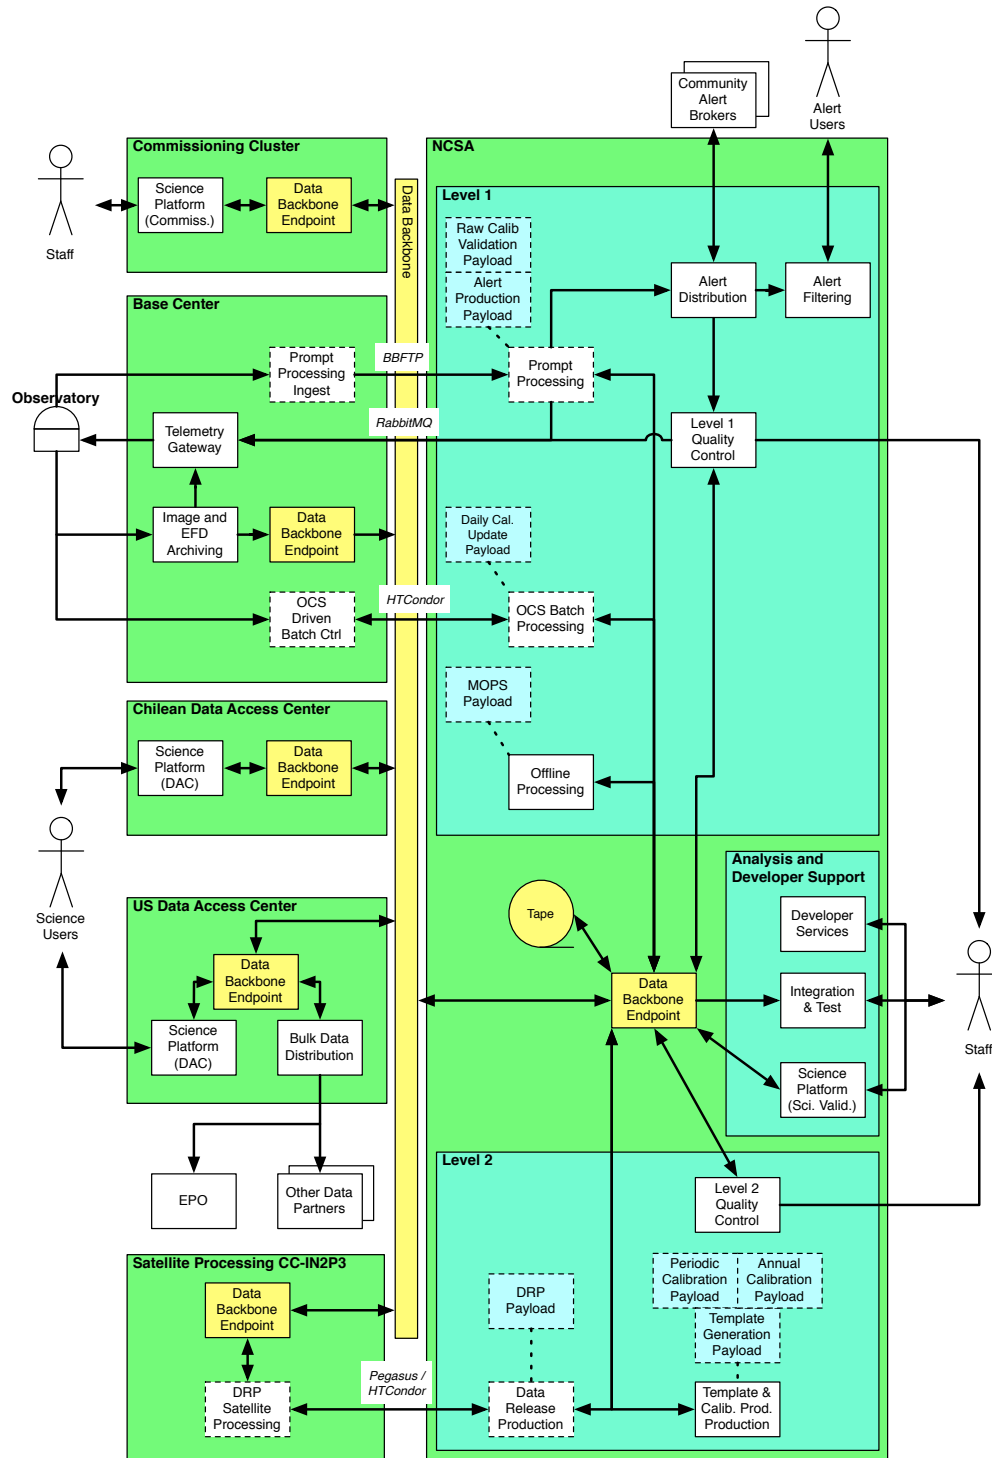 Community
Alert
Brokers
Alert
Users
Commissioning Cluster
Staff
Science
Platform
(Commiss.)
Data
Backbone
Endpoint
Data Backbone
NCSA
Level 1
Raw Calib
Validation
Payload
Alert
Production
Payload
Alert
Distribution
Alert
Filtering
Base Center
Prompt
Processing
Ingest
BBFTP
Prompt
Processing
Observatory
Telemetry
Gateway
RabbitMQ
Level 1
Quality
Control
Image and
EFD
Archiving
Data
Backbone
Endpoint
Daily Cal.
Update
Payload
OCS
Driven
Batch Ctrl
HTCondor
OCS Batch
Processing
MOPS
Payload
Offline
Processing
Chilean Data Access Center
Science
Platform
(DAC)
Data
Backbone
Endpoint
Science
Users
US Data Access Center
Data
Backbone
Endpoint
Science
Platform
(DAC)
Bulk Data
Distribution
EPO
Other Data
Partners
Tape
Data
Backbone
Endpoint
Analysis and
Developer Support
Developer
Services
Integration
& Test
Science
Platform
(Sci. Valid.)
Staff
Level 2
Level 2
Quality
Control
Satellite Processing CC-IN2P3
Data
Backbone
Endpoint
DRP
Satellite
Processing
Pegasus /
HTCondor
DRP
Payload
Data
Release
Production
Periodic
Calibration
Payload
Annual
Calibration
Payload
Template
Generation
Payload
Template &
Calib. Prod.
Production